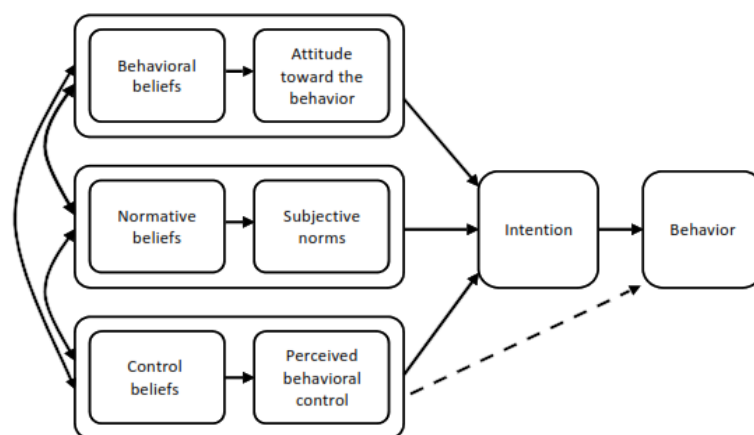 Behavioral
beliefs
Attitude
toward the
behavior
Normative
beliefs
Subjective
norms
Intention
Behavior
Control
beliefs
Perceived
behavioral
control